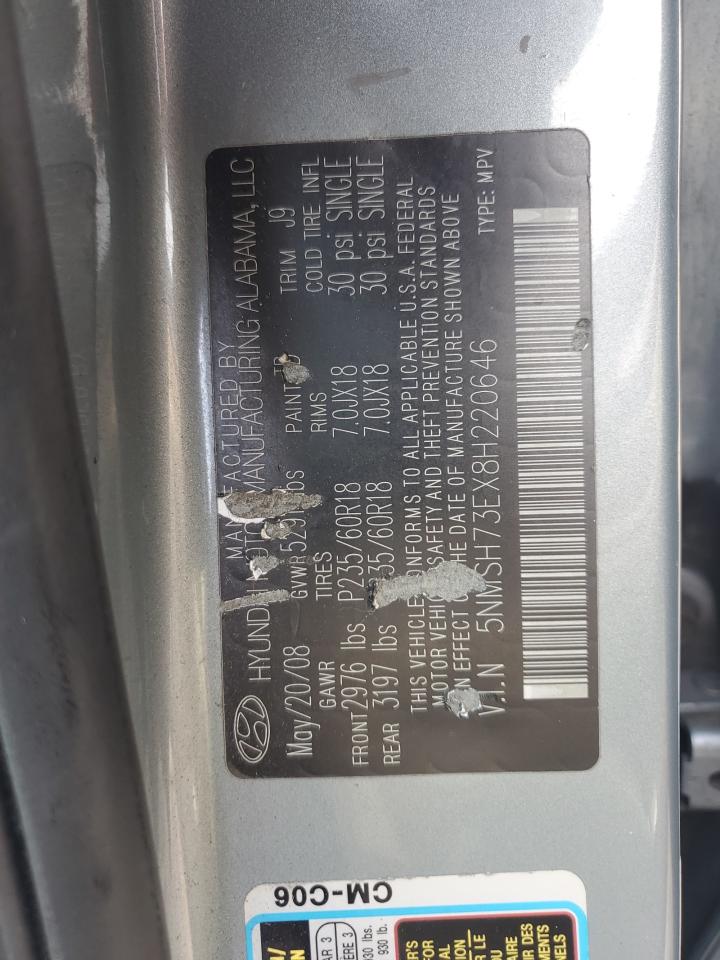 MANUFACTURED BY
HYUNDAI MOTOR MANUFACTURING ALABAMA, LLC
May/20/08 GVWR lbs PAINT TRIM J9
GAWR TIRES RIMS COLD TIRE INFL
FRONT 2976 lbs P235/60R18 7.0JX18 30 psi SINGLE
REAR 3197 lbs 35/60R18 7.0JX18 30 psi SINGLE
THIS VEHICLE CONFORMS TO ALL APPLICABLE U.S.A. FEDERAL
MOTOR VEHICLE SAFETY AND THEFT PREVENTION STANDARDS
IN EFFECT ON THE DATE OF MANUFACTURE SHOWN ABOVE
V.I.N 5NMSH73EX8H220646 TYPE: MPV
CM-C06